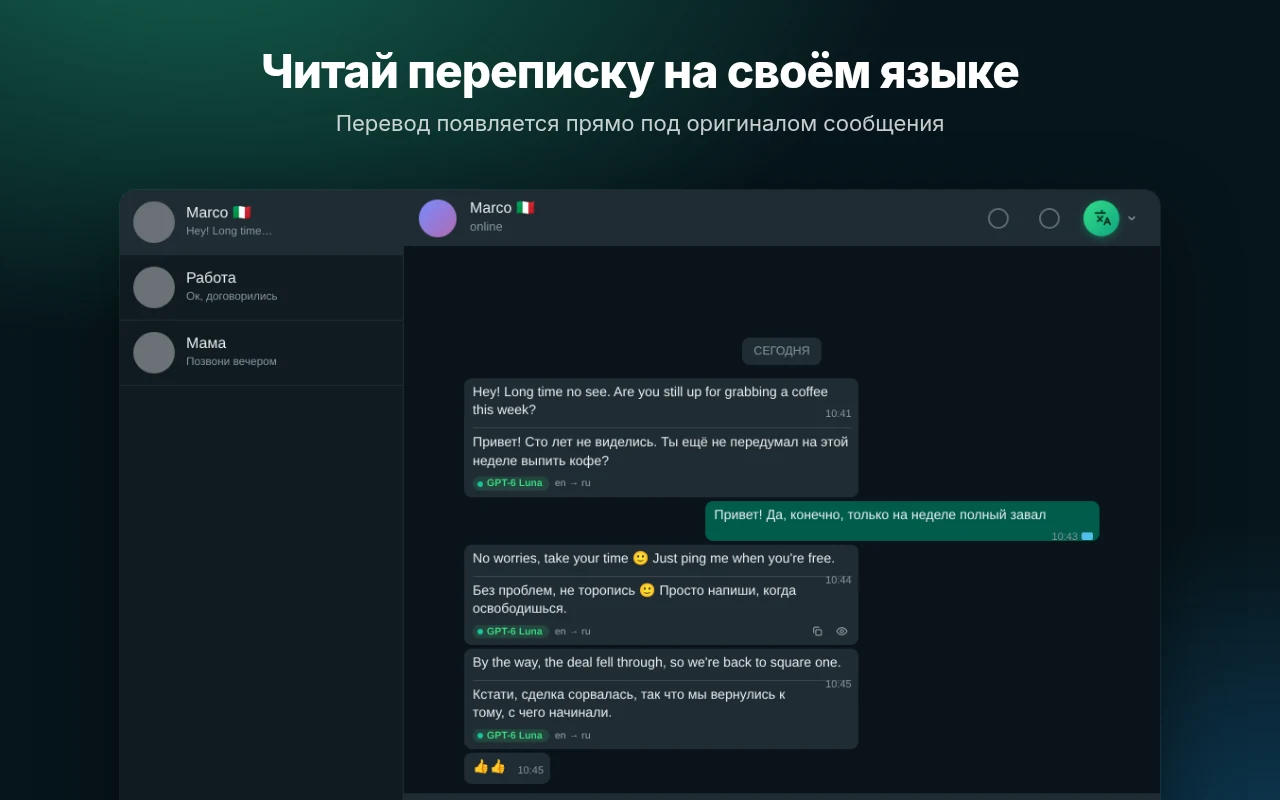 Читай переписку на своём языке
Перевод появляется прямо под оригиналом сообщения
Marco 🇮🇹
Hey! Long time…
Работа
Ок, договорились
Мама
Позвони вечером
Marco 🇮🇹
online
СЕГОДНЯ
Hey! Long time no see. Are you still up for grabbing a coffee
this week?
10:41
Привет! Сто лет не виделись. Ты ещё не передумал на этой
неделе выпить кофе?
GPT-6 Luna en → ru
Привет! Да, конечно, только на неделе полный завал
10:43
No worries, take your time 🙂 Just ping me when you're free.
10:44
Без проблем, не торопись 🙂 Просто напиши, когда
освободишься.
GPT-6 Luna en → ru
By the way, the deal fell through, so we're back to square one.
10:45
Кстати, сделка сорвалась, так что мы вернулись к
тому, с чего начинали.
GPT-6 Luna en → ru
👍👍 10:45